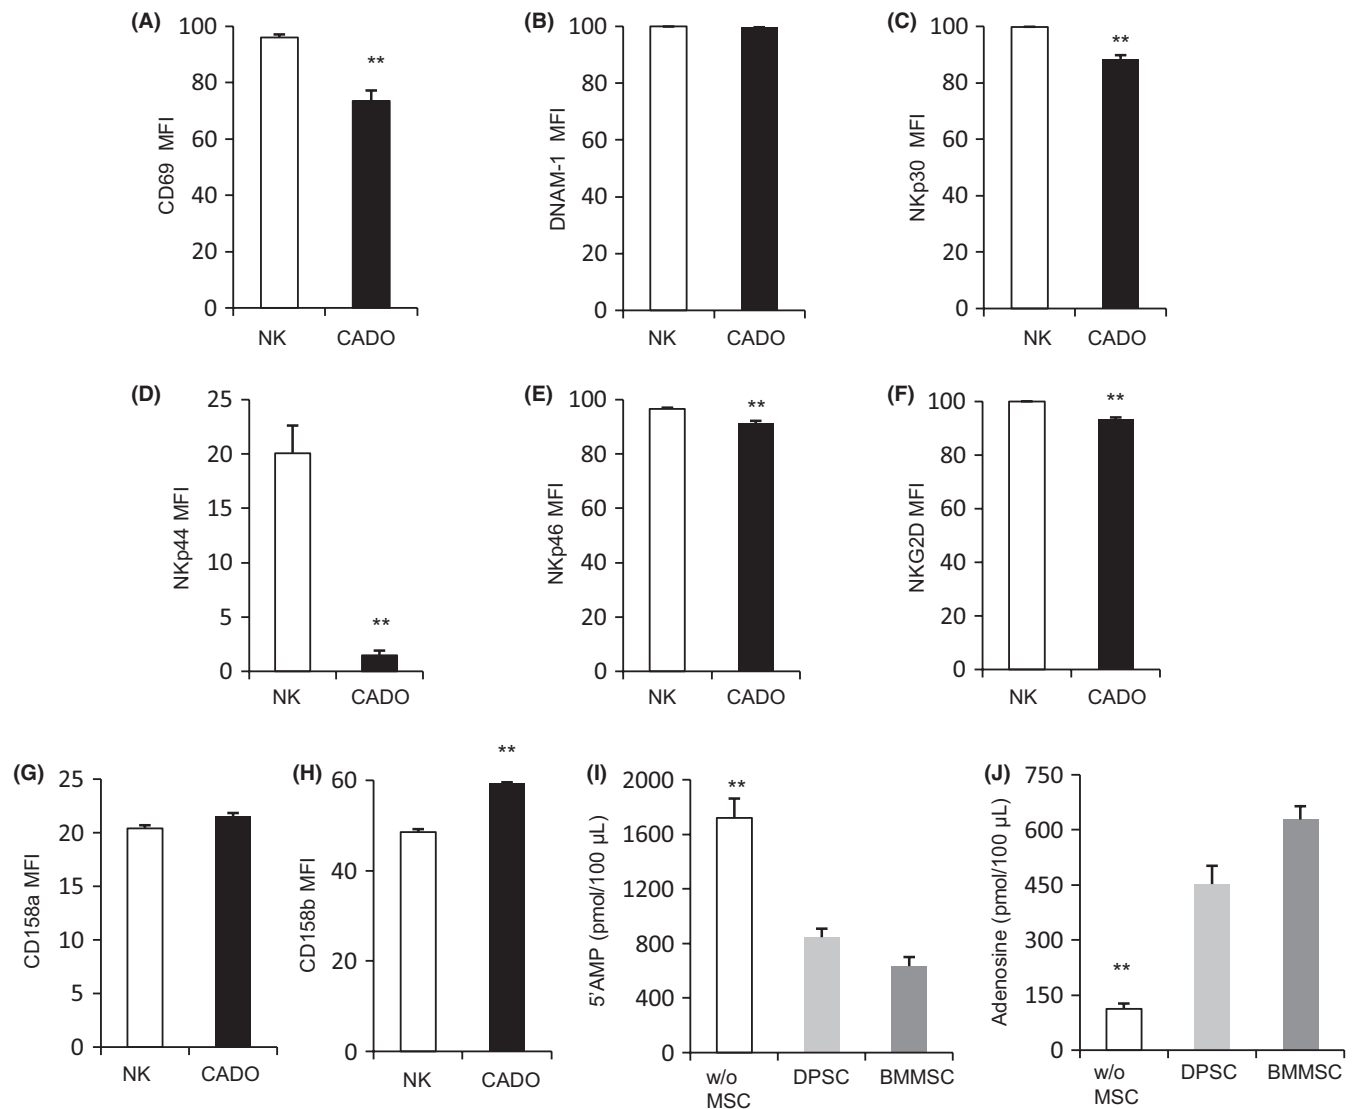 (A)
CD69 MFI
100
80
60
40
20
0
**
NK CADO
(B)
DNAM-1 MFI
100
80
60
40
20
0
NK CADO
(C)
NKp30 MFI
100
80
60
40
20
0
**
NK CADO
(D)
NKp44 MFI
25
20
15
10
5
0
**
NK CADO
(E)
NKp46 MFI
100
80
60
40
20
0
**
NK CADO
(F)
NKG2D MFI
100
80
60
40
20
0
**
NK CADO
(G)
CD158a MFI
25
20
15
10
5
0
NK CADO
(H)
CD158b MFI
60
40
20
0
**
NK CADO
(I)
5'AMP (pmol/100 µL)
2000
1600
1200
800
400
0
**
w/o DPSC BMMSC
MSC
(J)
Adenosine (pmol/100 µL)
750
600
450
300
150
0
**
w/o DPSC BMMSC
MSC